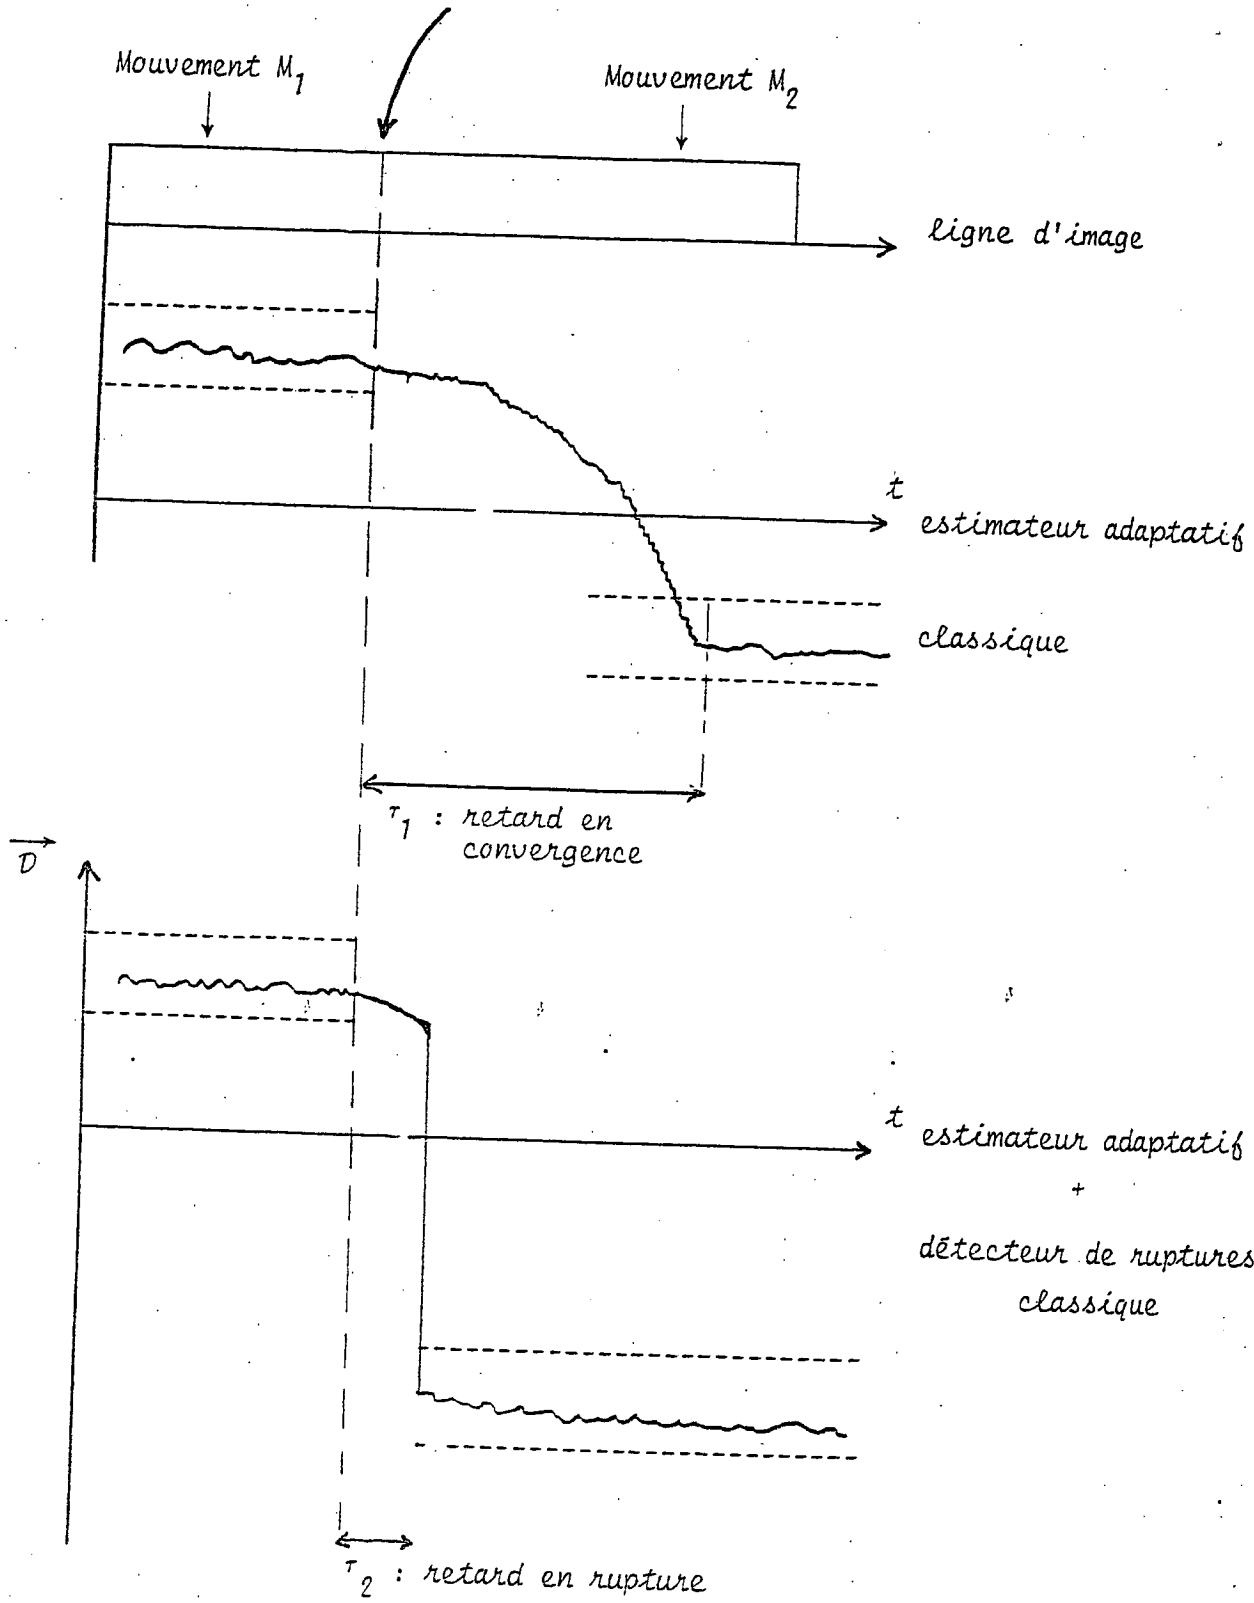 Mouvement M1
Mouvement M2
ligne d'image
t
estimateur adaptatif
classique
τ1 : retard en
convergence
D
t
estimateur adaptatif
+
détecteur de ruptures
classique
τ2 : retard en rupture